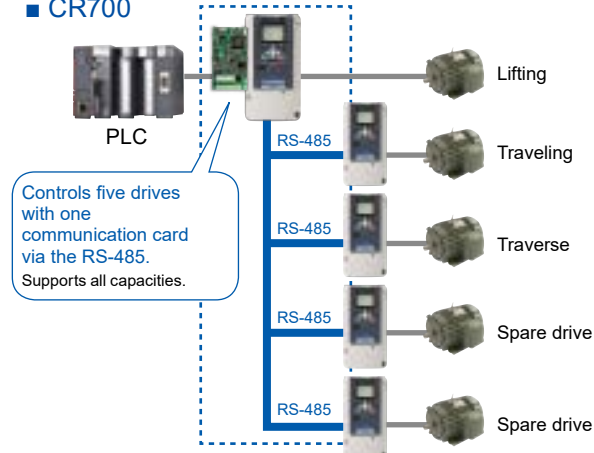 ■ CR700
Lifting
PLC
RS-485
Traveling
Controls five drives
with one
communication card
via the RS-485.
Supports all capacities.
RS-485
Traverse
RS-485
Spare drive
RS-485
Spare drive